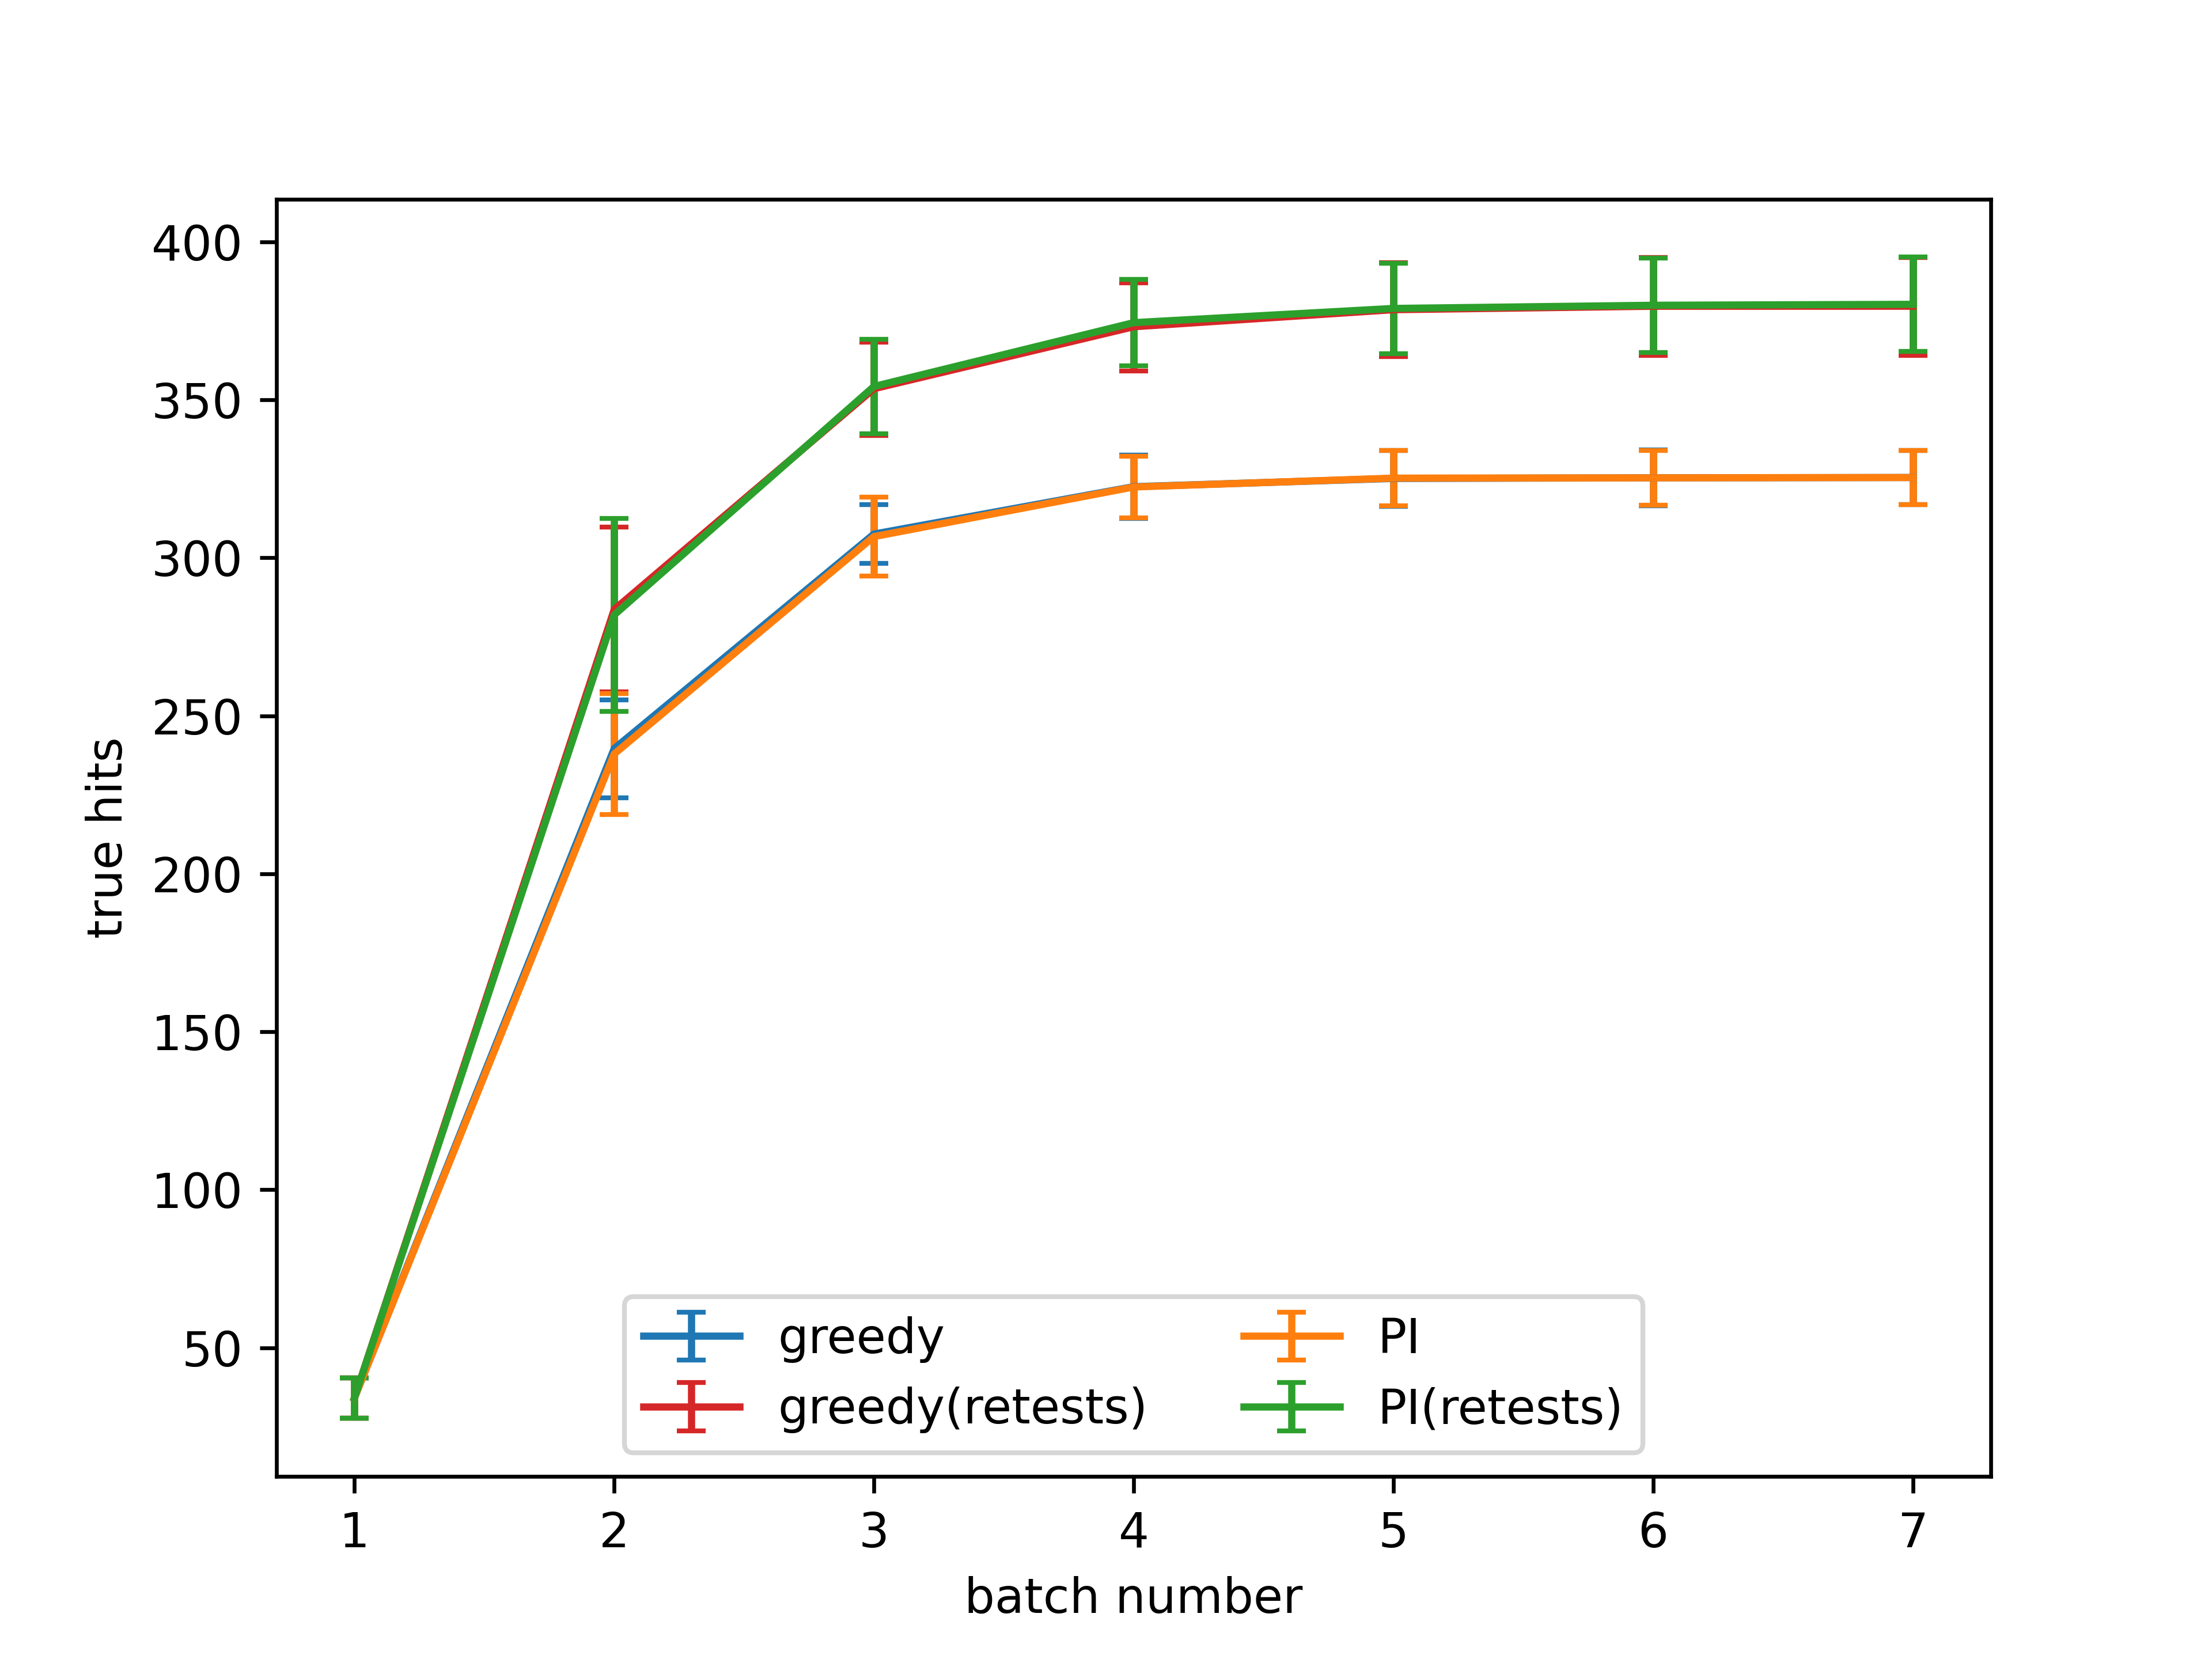 400
350
300
250
200
150
100
50
true hits
greedy
greedy(retests)
PI
PI(retests)
1 2 3 4 5 6 7
batch number